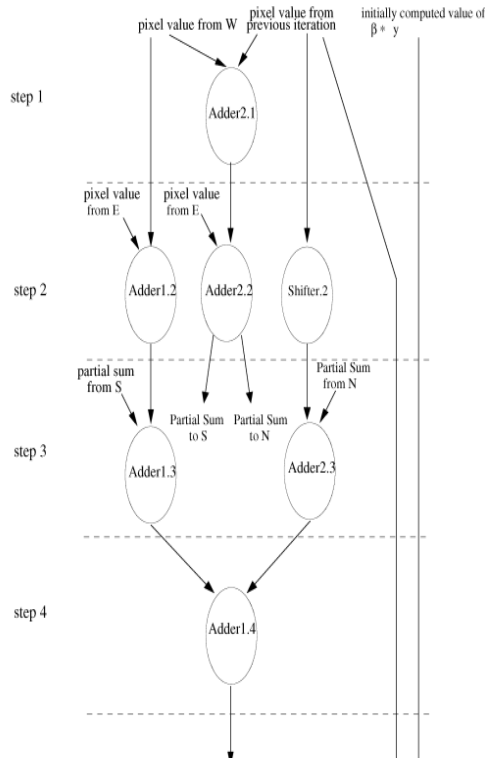 pixel value from W
pixel value from
previous iteration
initially computed value of
β * y
step 1
Adder2.1
pixel value
from E
pixel value
from E
step 2
Adder1.2
Adder2.2
Shifter.2
partial sum
from S
Partial Sum
from N
Partial Sum
to S
Partial Sum
to N
step 3
Adder1.3
Adder2.3
step 4
Adder1.4